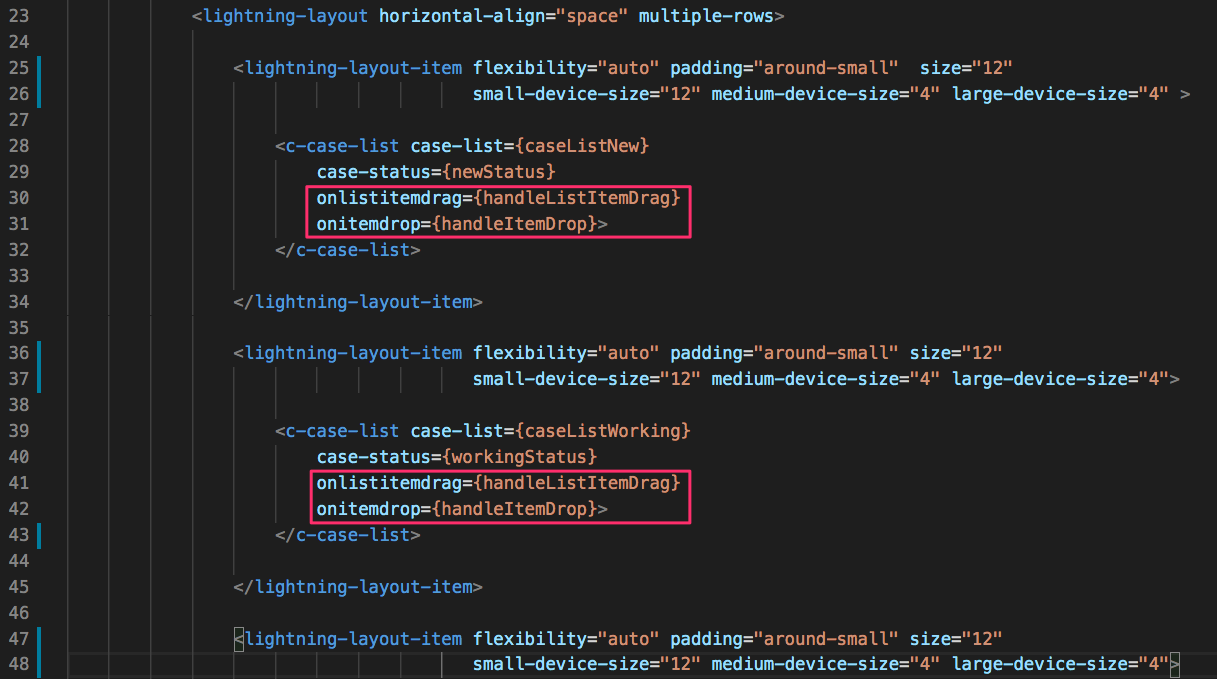 23 <lightning-layout horizontal-align="space" multiple-rows>
24
25 <lightning-layout-item flexibility="auto" padding="around-small"  size="12"
26 small-device-size="12" medium-device-size="4" large-device-size="4" >
27
28 <c-case-list case-list={caseListNew}
29 case-status={newStatus}
30 onlistitemdrag={handleListItemDrag}
31 onitemdrop={handleItemDrop}>
32 </c-case-list>
33
34 </lightning-layout-item>
35
36 <lightning-layout-item flexibility="auto" padding="around-small" size="12"
37 small-device-size="12" medium-device-size="4" large-device-size="4">
38
39 <c-case-list case-list={caseListWorking}
40 case-status={workingStatus}
41 onlistitemdrag={handleListItemDrag}
42 onitemdrop={handleItemDrop}>
43 </c-case-list>
44
45 </lightning-layout-item>
46
47 <lightning-layout-item flexibility="auto" padding="around-small" size="12"
48 small-device-size="12" medium-device-size="4" large-device-size="4">